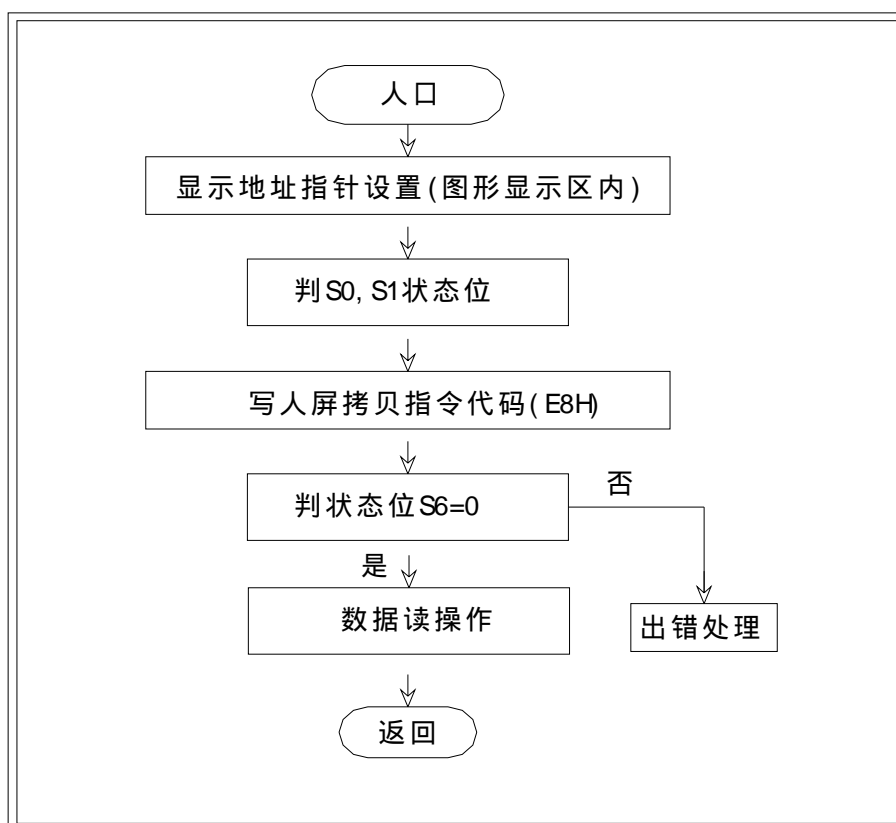 人口
显示地址指针设置(图形显示区内)
判S0, S1状态位
写人屏拷贝指令代码(E8H)
判状态位S6=0
否
是
数据读操作
出错处理
返回